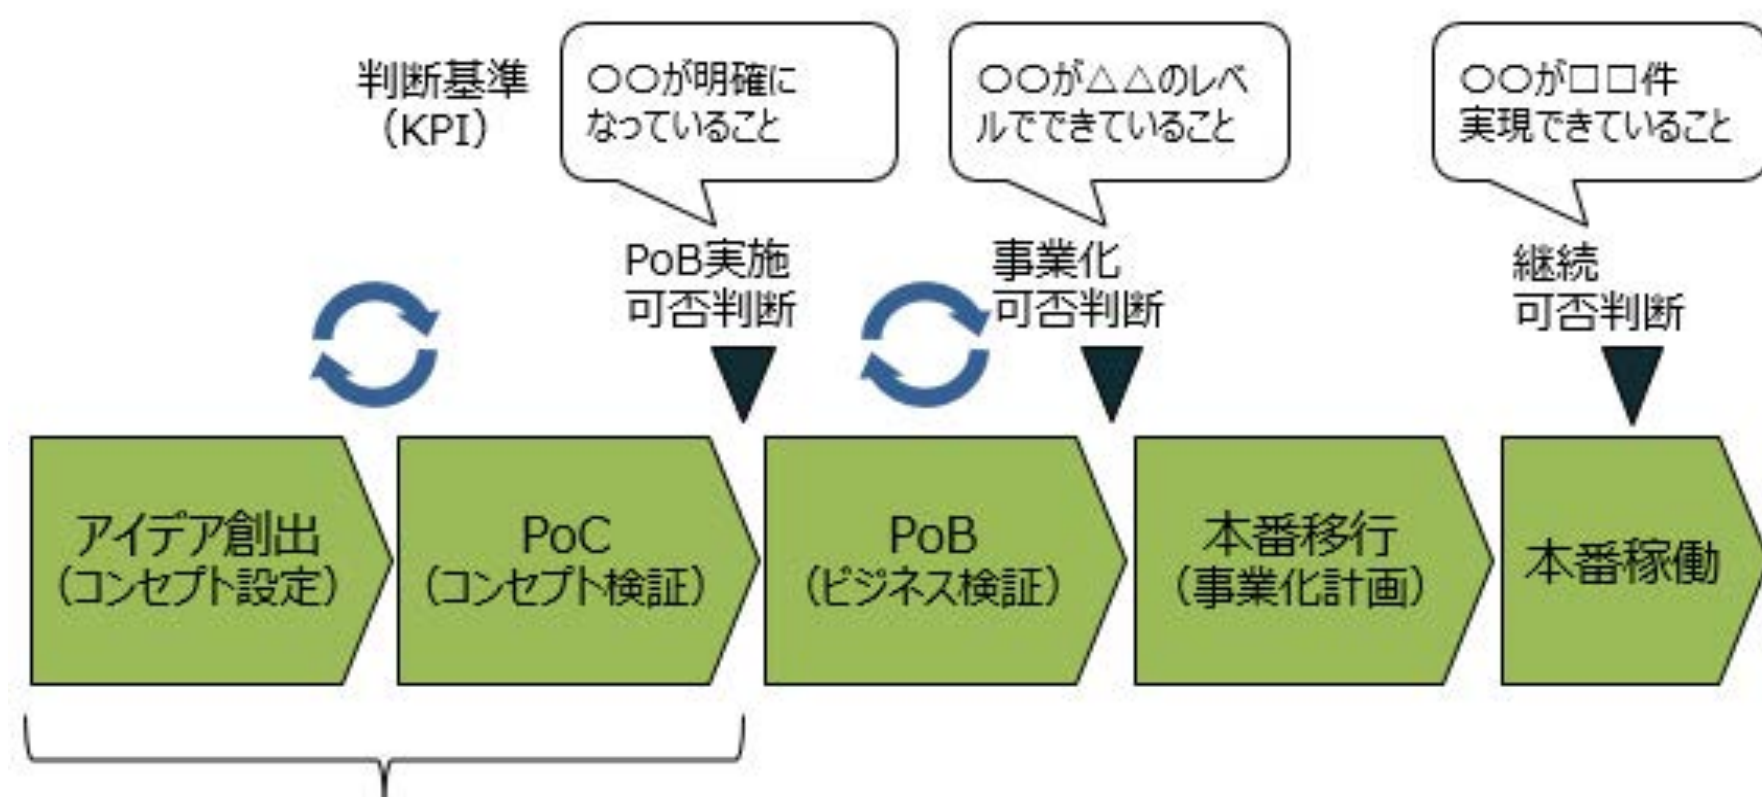 判断基準
（KPI）
〇〇が明確に
なっていること
〇〇が△△のレベ
ルでできていること
〇〇が□□件
実現できていること
PoB実施
可否判断
事業化
可否判断
継続
可否判断
アイデア創出
（コンセプト設定）
PoC
（コンセプト検証）
PoB
（ビジネス検証）
本番移行
（事業化計画）
本番稼働